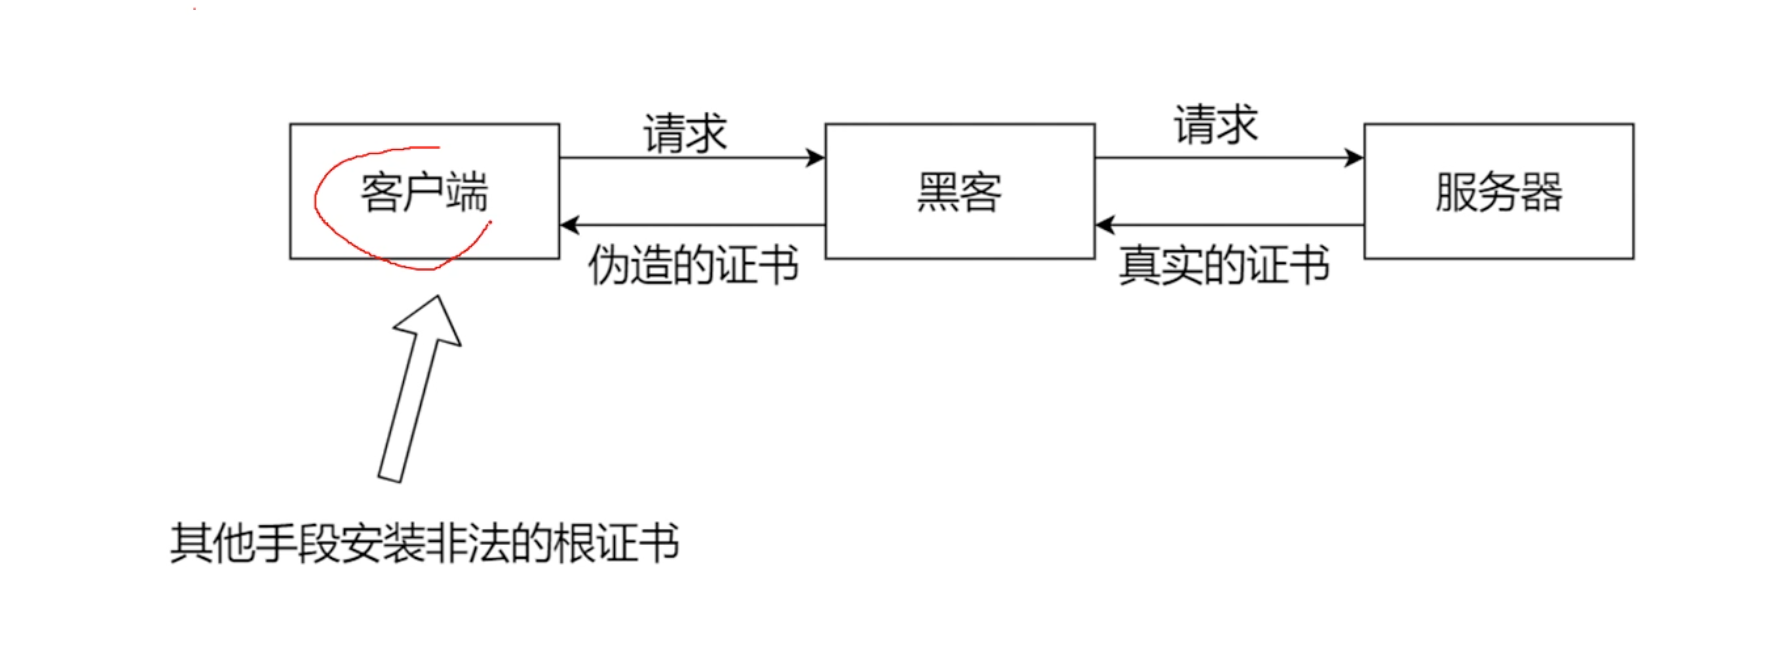 请求
请求
客户端
黑客
服务器
伪造的证书
真实的证书
其他手段安装非法的根证书